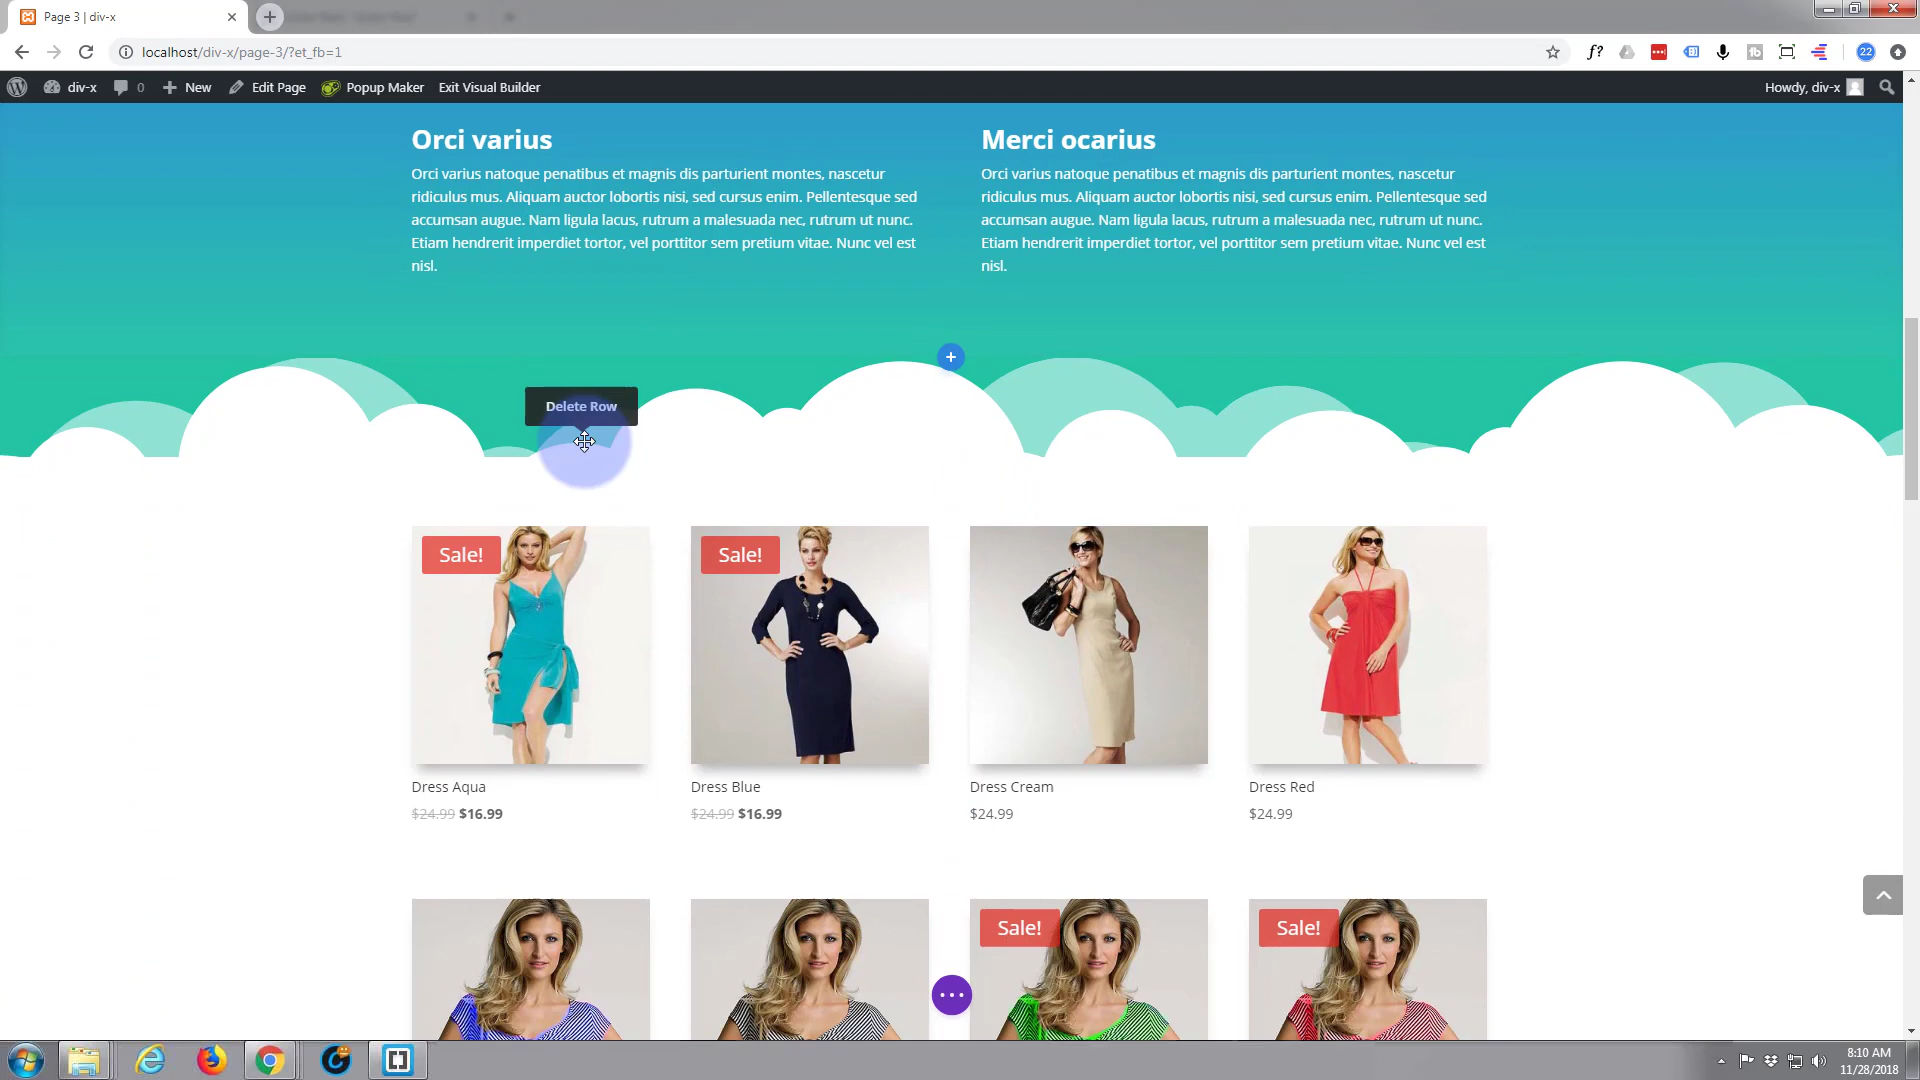 Page 3 | div-x
localhost/div-x/page-3/?et_fb=1
f?
22
div-x
0
New
Edit Page
Popup Maker
Exit Visual Builder
Howdy, div-x
Orci varius
Orci varius natoque penatibus et magnis dis parturient montes, nascetur
ridiculus mus. Aliquam auctor lobortis nisi, sed cursus enim. Pellentesque sed
accumsan augue. Nam ligula lacus, rutrum a malesuada nec, rutrum ut nunc.
Etiam hendrerit imperdiet tortor, vel porttitor sem pretium vitae. Nunc vel est
nisl.
Merci ocarius
Orci varius natoque penatibus et magnis dis parturient montes, nascetur
ridiculus mus. Aliquam auctor lobortis nisi, sed cursus enim. Pellentesque sed
accumsan augue. Nam ligula lacus, rutrum a malesuada nec, rutrum ut nunc.
Etiam hendrerit imperdiet tortor, vel porttitor sem pretium vitae. Nunc vel est
nisl.
Delete Row
Sale!
Sale!
Dress Aqua
$24.99 $16.99
Dress Blue
$24.99 $16.99
Dress Cream
$24.99
Dress Red
$24.99
Sale!
Sale!
8:10 AM
11/28/2018